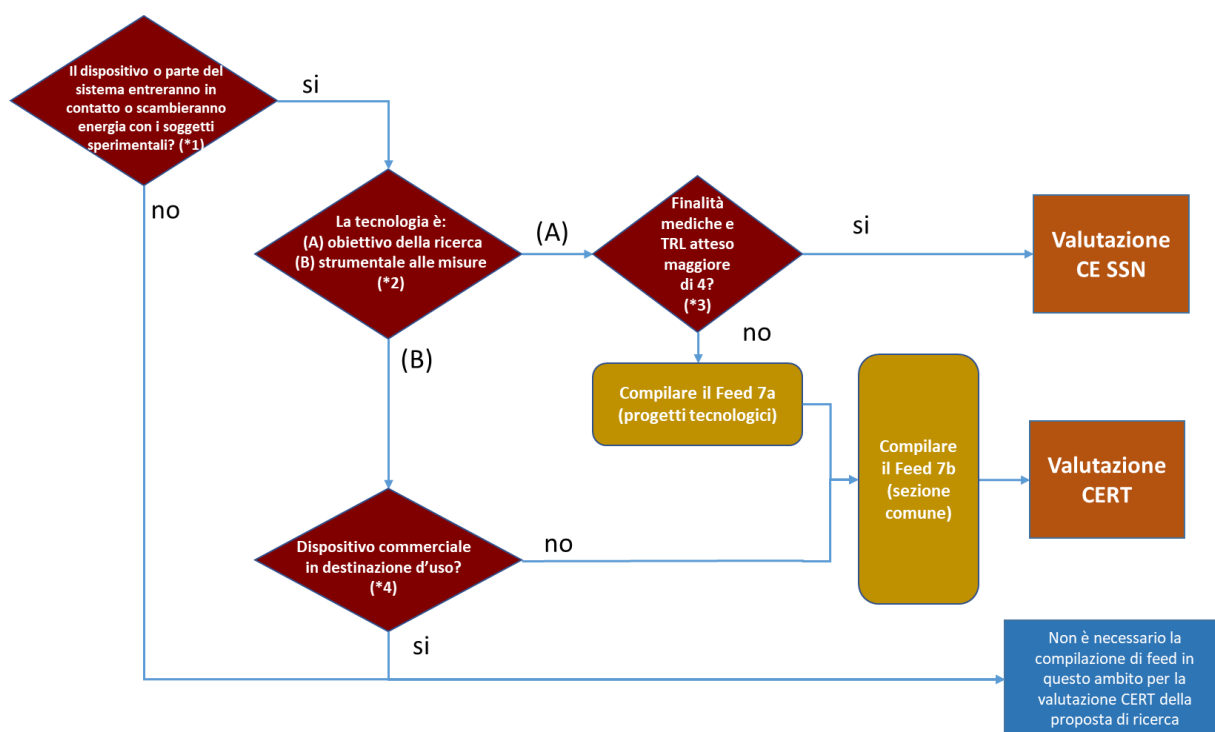 Il dispositivo o parte del
sistema entreranno in
contatto o scambieranno
energia con i soggetti
sperimentali? (*1)
si
no
La tecnologia è:
(A) obiettivo della ricerca
(B) strumentale alle misure
(*2)
(A)
Finalità
mediche e
TRL atteso
maggiore
di 4?
(*3)
si
Valutazione
CE SSN
no
(B)
Compilare il Feed 7a
(progetti tecnologici)
Compilare
il Feed 7b
(sezione
comune)
Valutazione
CERT
Dispositivo commerciale
in destinazione d'uso?
(*4)
no
si
Non è necessario la
compilazione di feed in
questo ambito per la
valutazione CERT della
proposta di ricerca